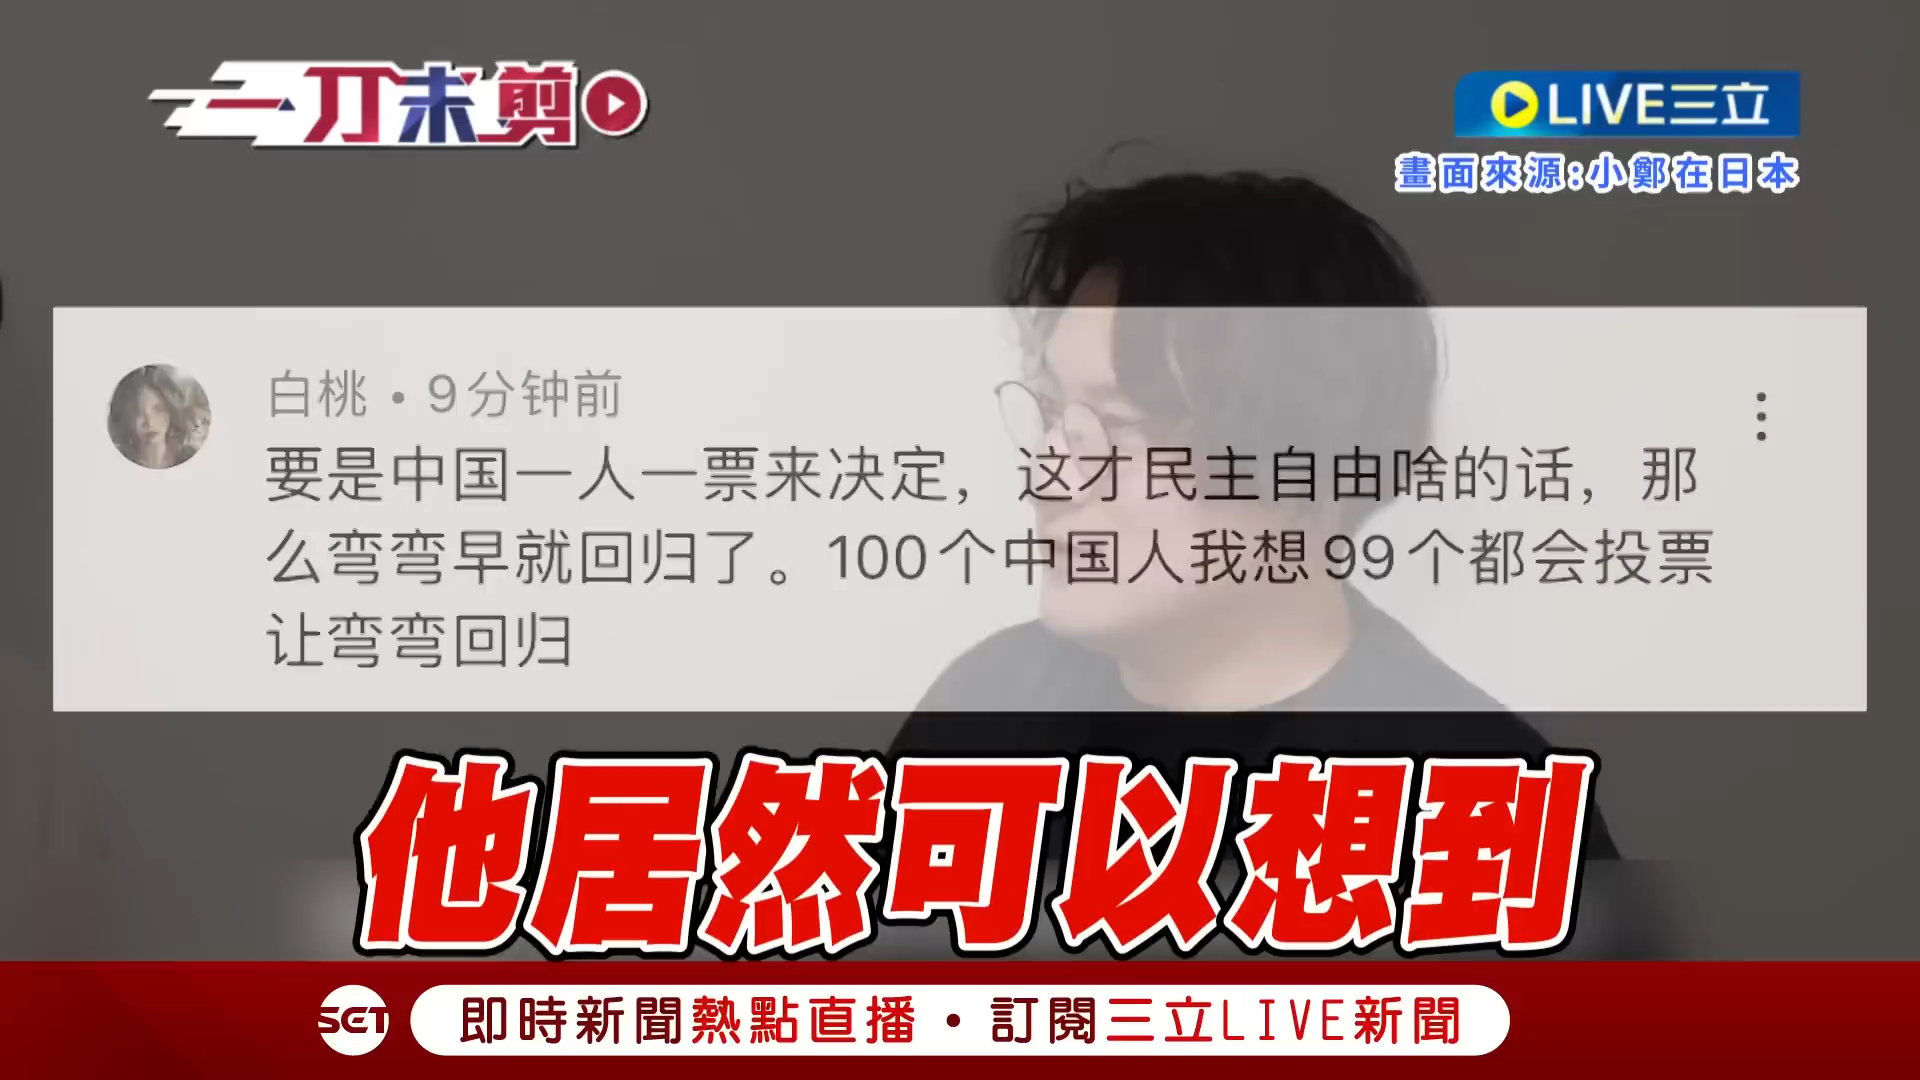 一刀未剪
LIVE三立
畫面來源:小鄭在日本
白桃・9分钟前
要是中国一人一票来决定，这才民主自由啥的话，那
么弯弯早就回归了。100个中国人我想99个都会投票
让弯弯回归
他居然可以想到
SET 即時新聞熱點直播・訂閱三立LIVE新聞